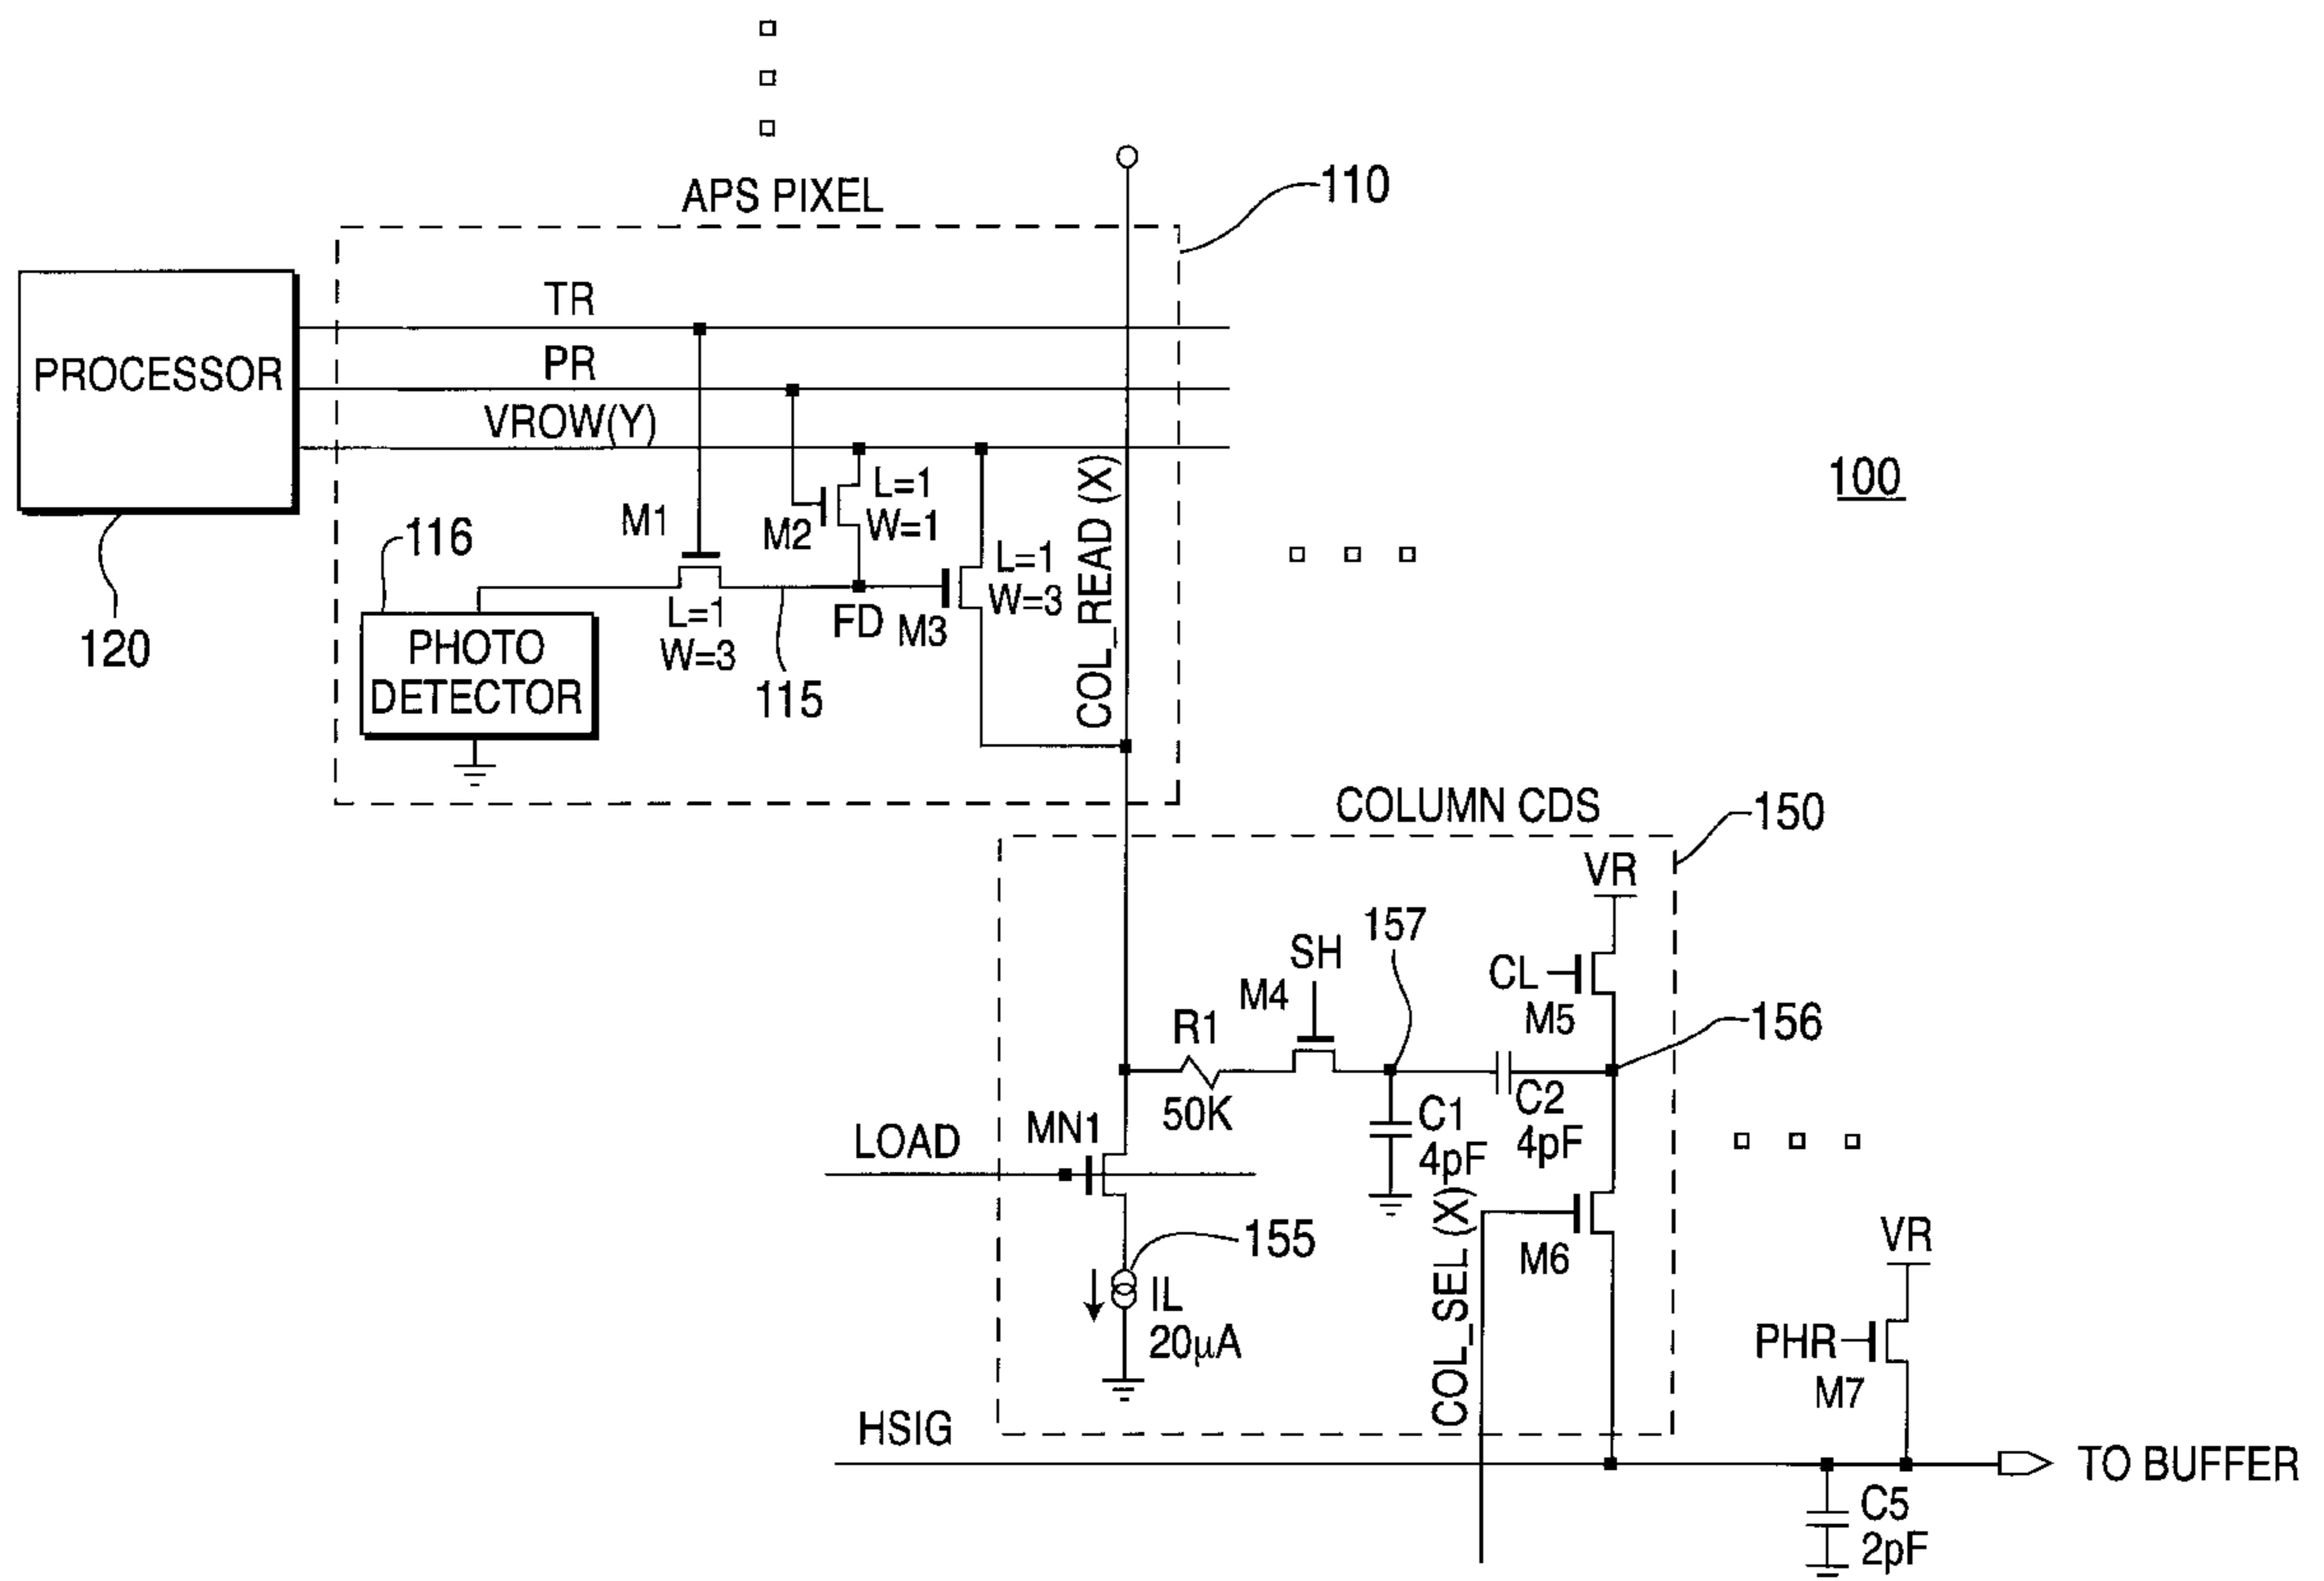 APS PIXEL
110
TR
PROCESSOR
PR
VROW(Y)
COL_READ (X)
100
L=1
W=1
M1
M2
116
L=1
W=3
120
PHOTO
DETECTOR
L=1
W=3
115
FD
M3
COLUMN CDS
150
VR
157
SH
M4
CL
M5
156
R1
50K
C1
4pF
C2
4pF
MN1
LOAD
COL_SEL (X)
155
M6
VR
IL
20µA
PHR
M7
HSIG
TO BUFFER
C5
2pF